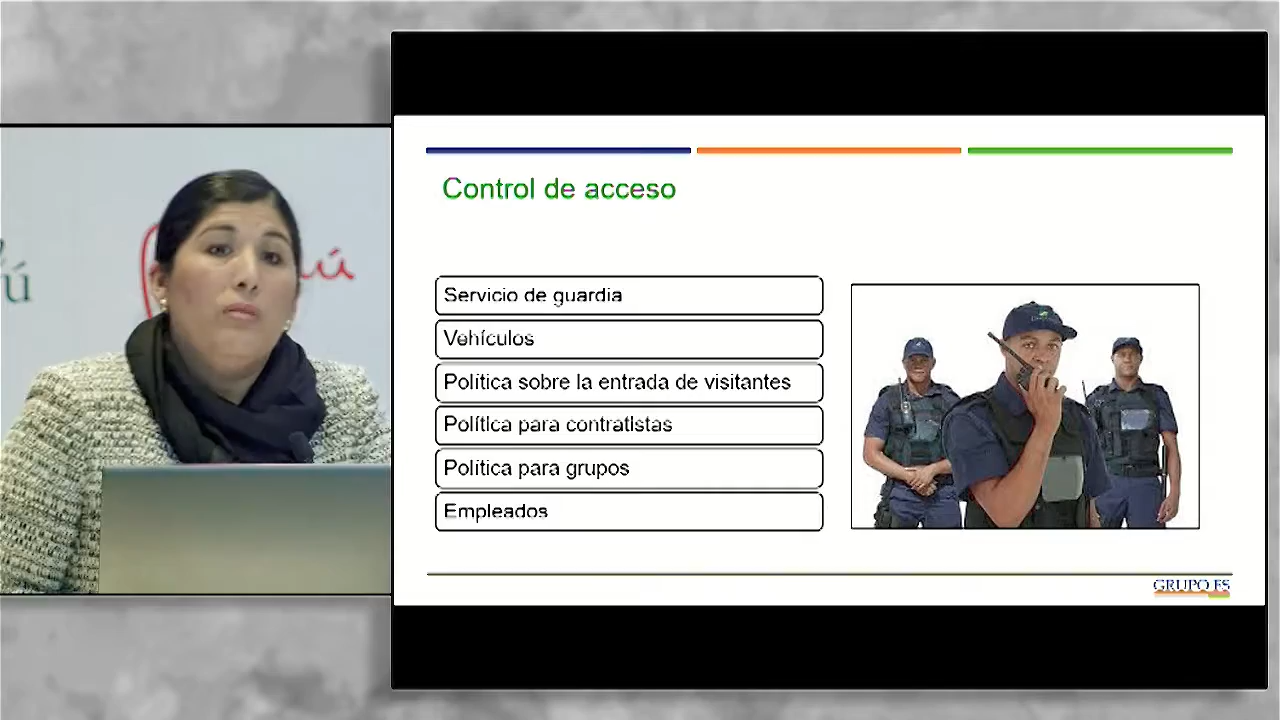 ú
ú
Control de acceso
Servicio de guardia
Vehículos
Política sobre la entrada de visitantes
Política para contratistas
Política para grupos
Empleados
GRUPO FS